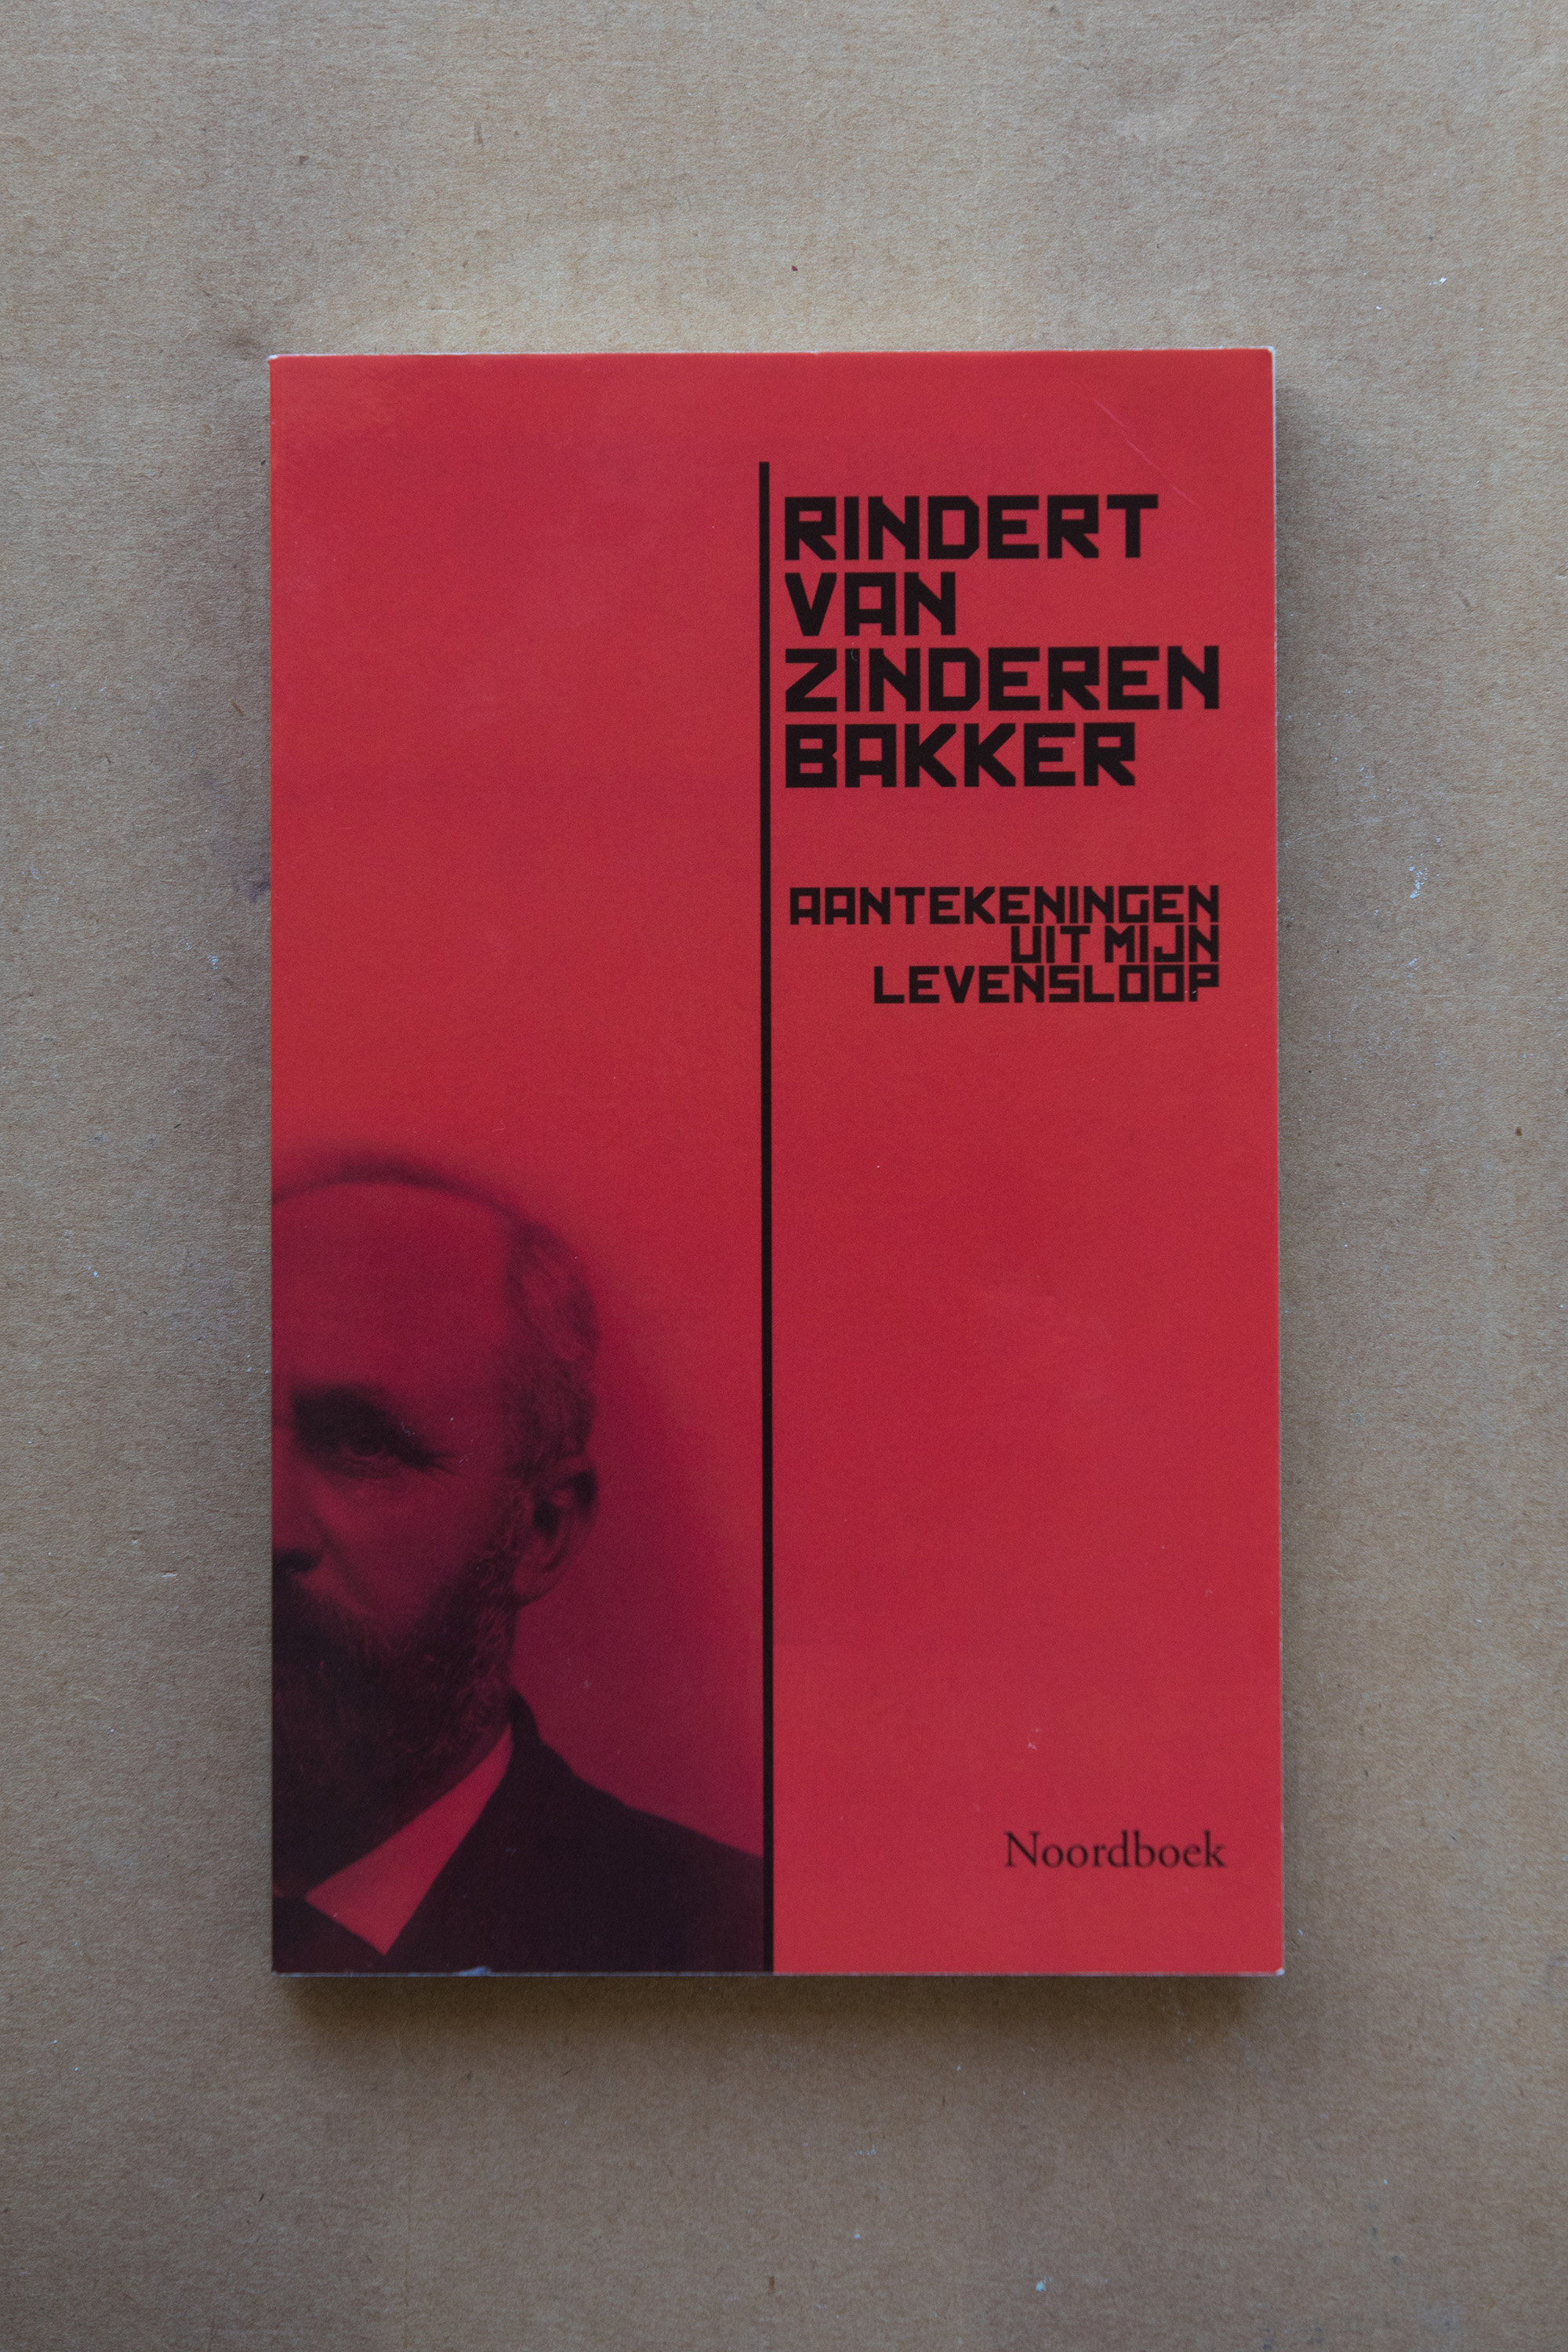 RINDERT
VAN
ZINDEREN
BAKKER
AANTEKENINGEN
UIT MIJN
LEVENSLOOP
Noordboek